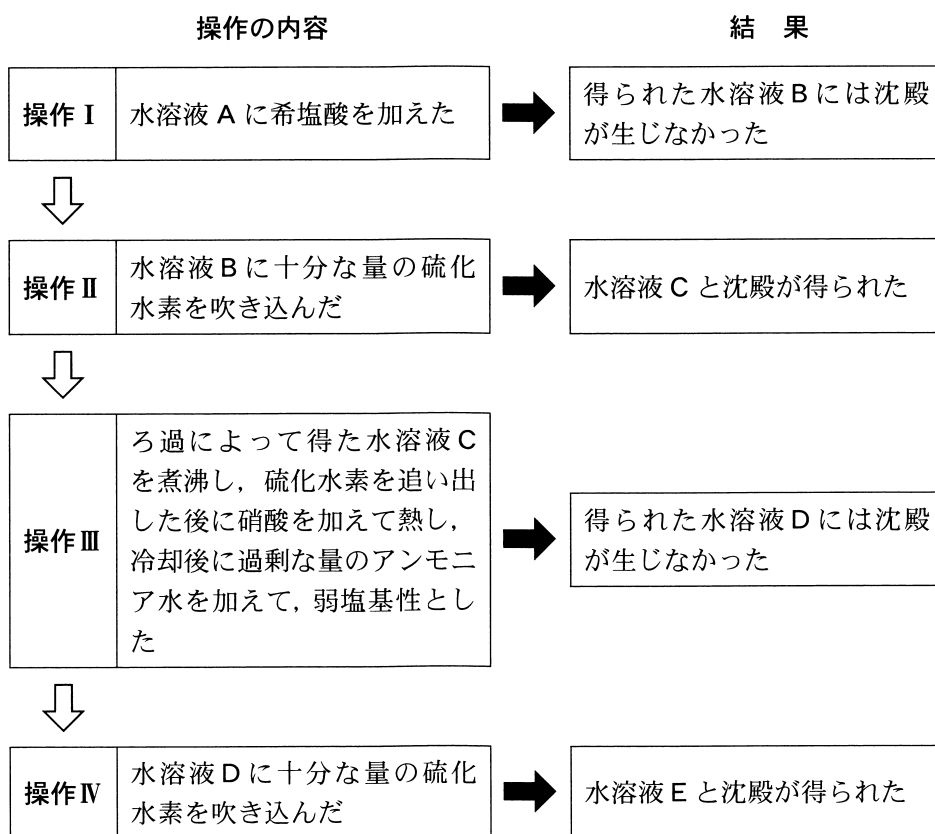 操作の内容
結 果
操作Ⅰ
水溶液 A に希塩酸を加えた
得られた水溶液 B には沈殿
が生じなかった
操作Ⅱ
水溶液 B に十分な量の硫化
水素を吹き込んだ
水溶液 C と沈殿が得られた
操作Ⅲ
ろ過によって得た水溶液 C
を煮沸し，硫化水素を追い出
した後に硝酸を加えて熱し，
冷却後に過剰な量のアンモニ
ア水を加えて，弱塩基性とし
た
得られた水溶液 D には沈殿
が生じなかった
操作Ⅳ
水溶液 D に十分な量の硫化
水素を吹き込んだ
水溶液 E と沈殿が得られた